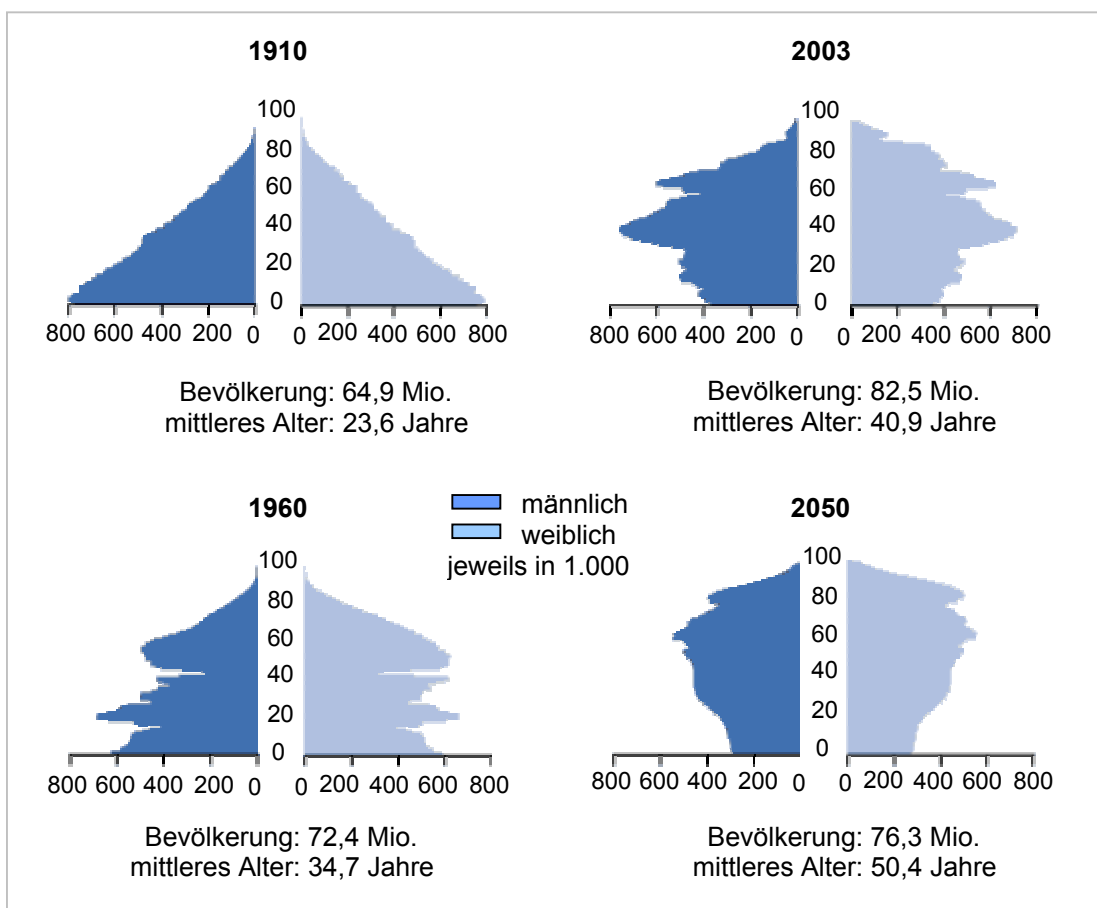 1910
100
80
60
40
20
0
800 600 400 200 0 0 200 400 600 800
Bevölkerung: 64,9 Mio.
mittleres Alter: 23,6 Jahre
2003
100
80
60
40
20
0
800 600 400 200 0 0 200 400 600 800
Bevölkerung: 82,5 Mio.
mittleres Alter: 40,9 Jahre
1960
100
80
60
40
20
0
800 600 400 200 0 0 200 400 600 800
Bevölkerung: 72,4 Mio.
mittleres Alter: 34,7 Jahre
männlich
weiblich
jeweils in 1.000
2050
100
80
60
40
20
0
800 600 400 200 0 0 200 400 600 800
Bevölkerung: 76,3 Mio.
mittleres Alter: 50,4 Jahre